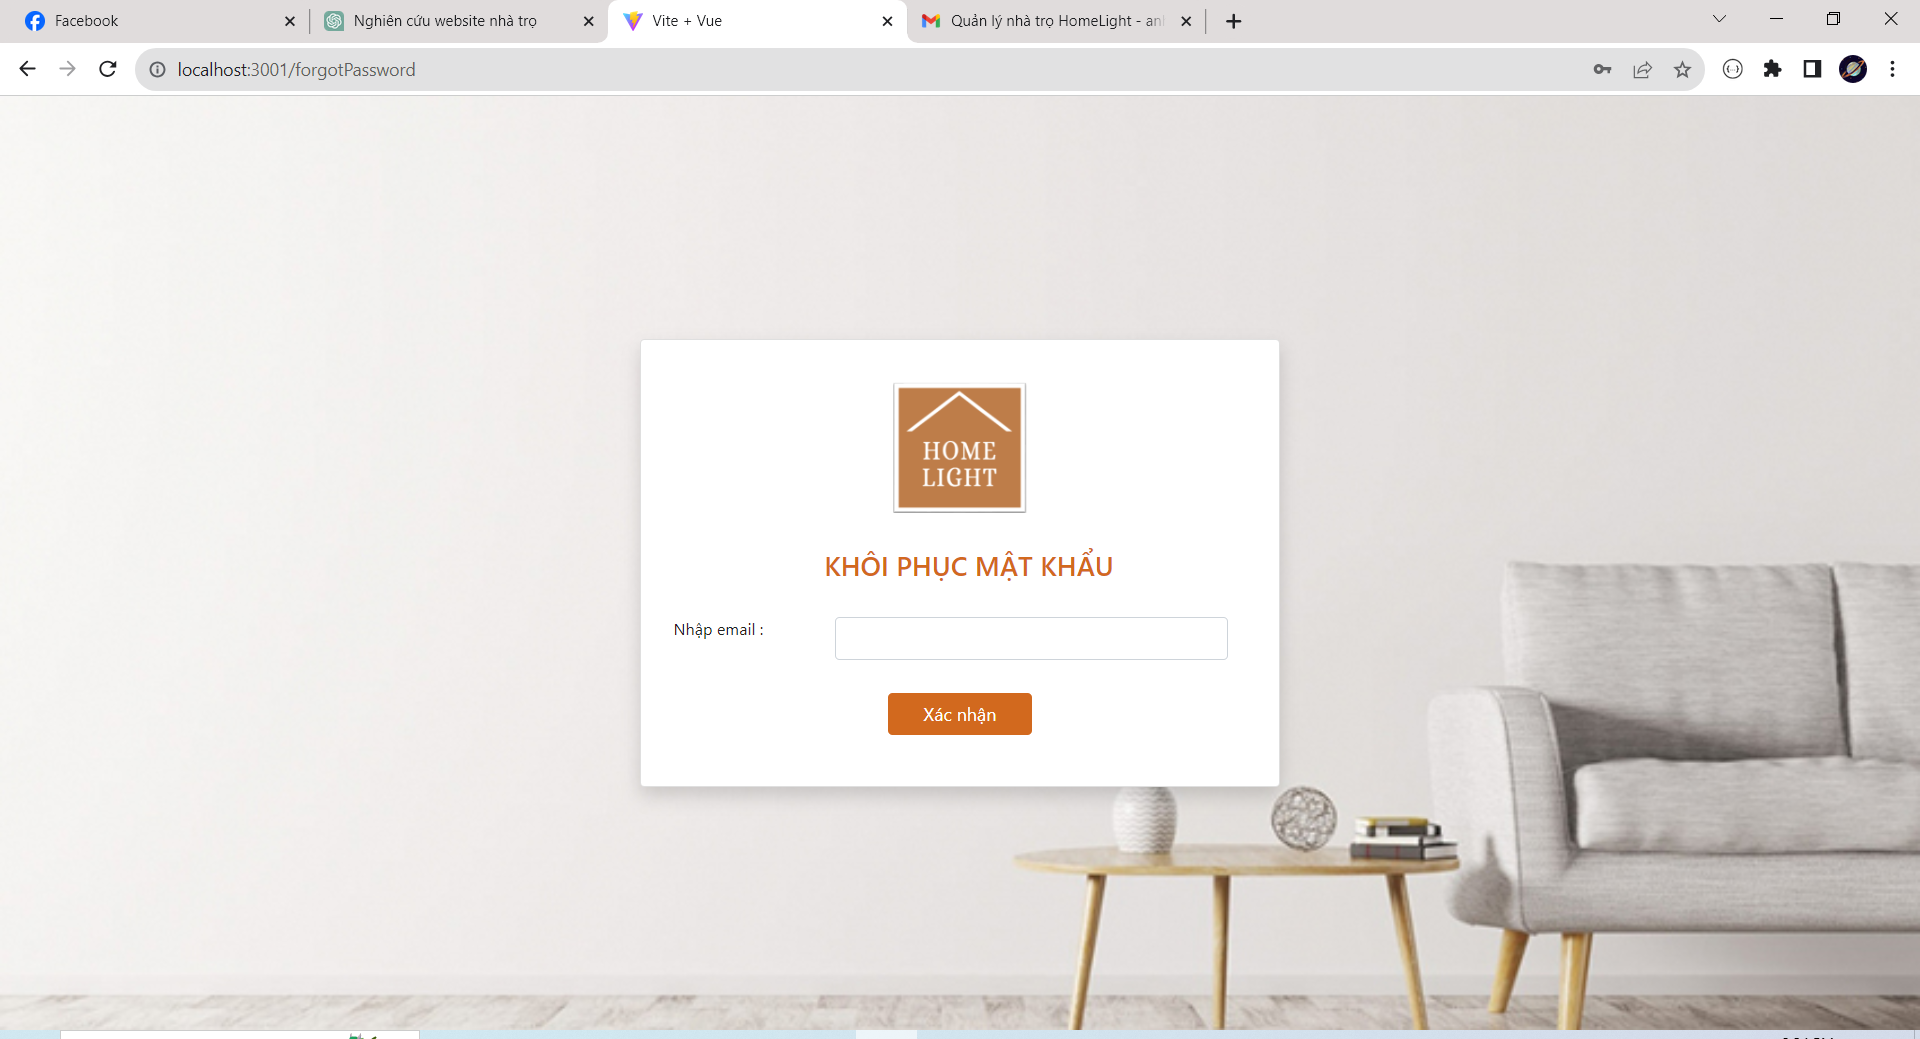 Facebook
Nghiên cứu website nhà trọ
Vite + Vue
Quản lý nhà trọ HomeLight - anh
localhost:3001/forgotPassword
HOME
LIGHT
KHÔI PHỤC MẬT KHẨU
Nhập email :
Xác nhận